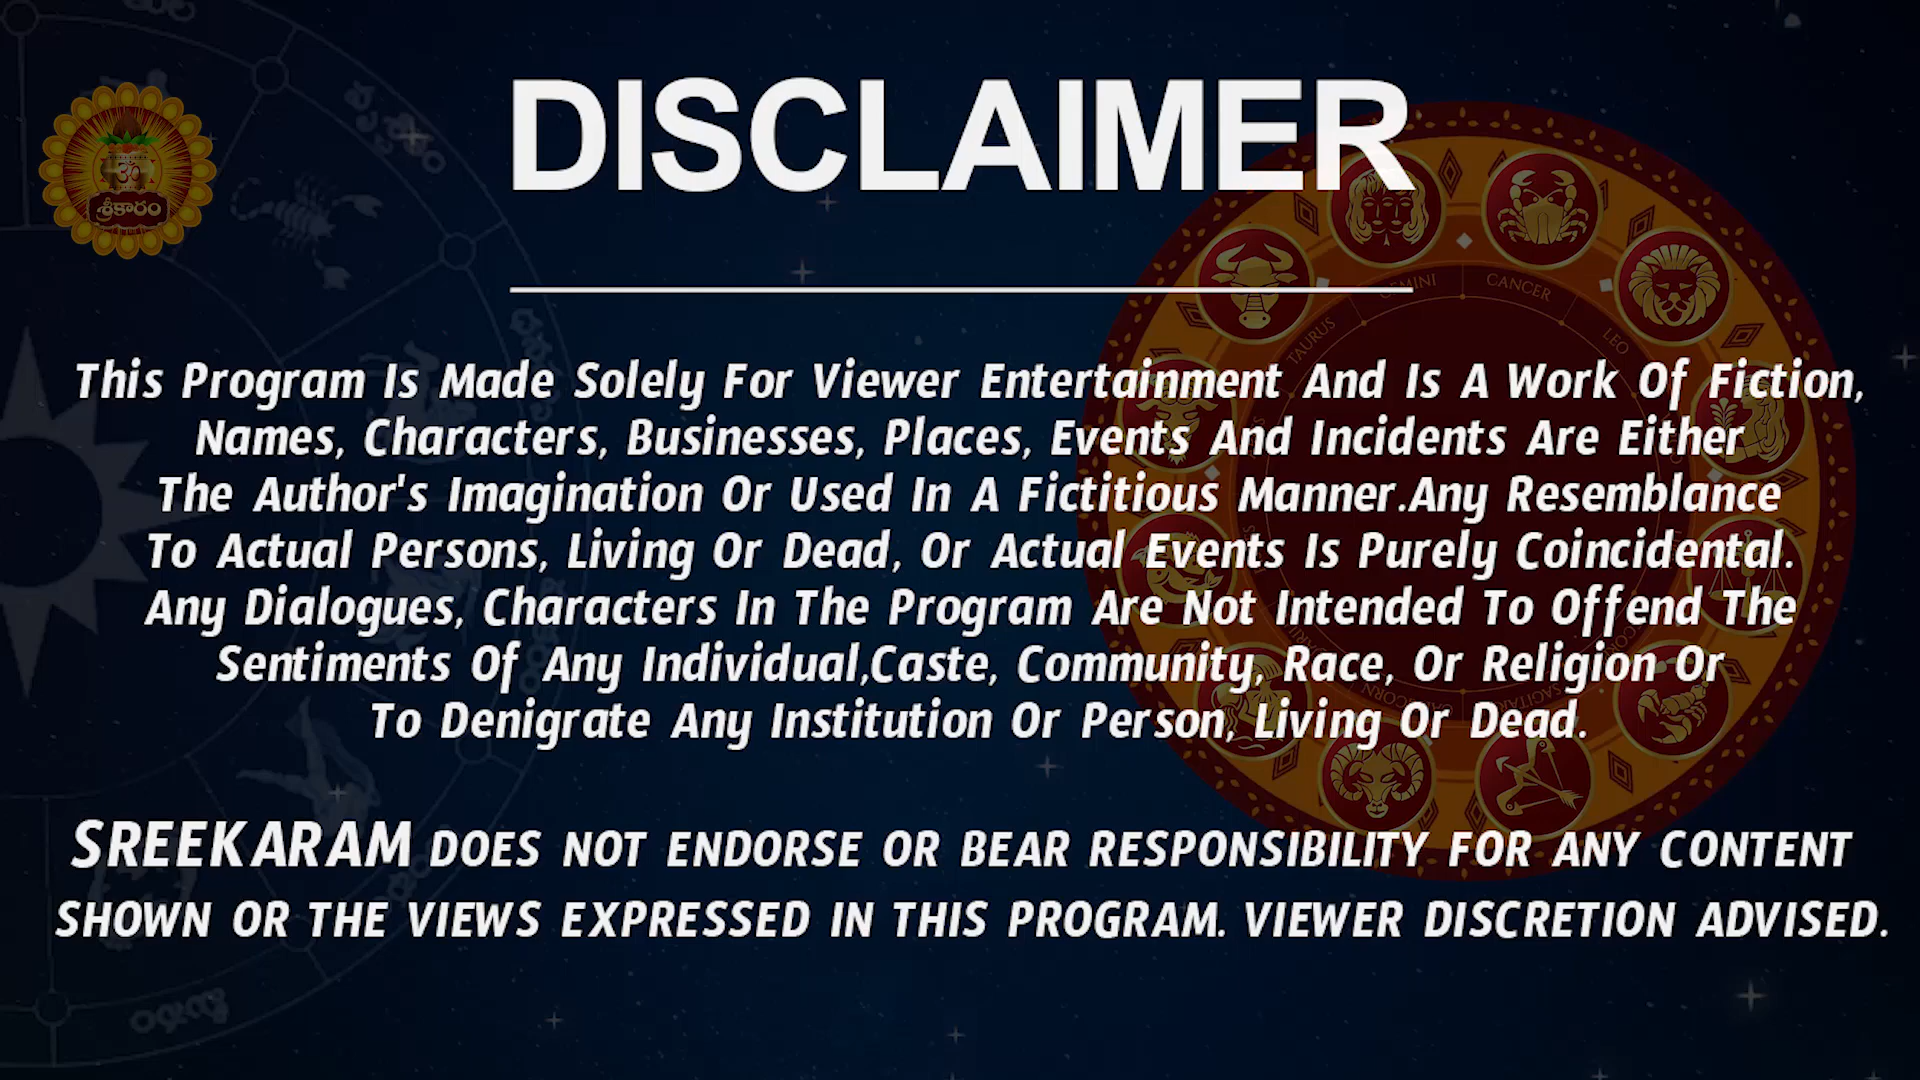 DISCLAIMER
శ్రీకారం
GEMINI
CANCER
TAURUS
LEO
This Program Is Made Solely For Viewer Entertainment And Is A Work Of Fiction,
Names, Characters, Businesses, Places, Events And Incidents Are Either
The Author's Imagination Or Used In A Fictitious Manner.Any Resemblance
To Actual Persons, Living Or Dead, Or Actual Events Is Purely Coincidental.
Any Dialogues, Characters In The Program Are Not Intended To Offend The
Sentiments Of Any Individual,Caste, Community, Race, Or Religion Or
To Denigrate Any Institution Or Person, Living Or Dead.
SREEKARAM DOES NOT ENDORSE OR BEAR RESPONSIBILITY FOR ANY CONTENT
SHOWN OR THE VIEWS EXPRESSED IN THIS PROGRAM. VIEWER DISCRETION ADVISED.